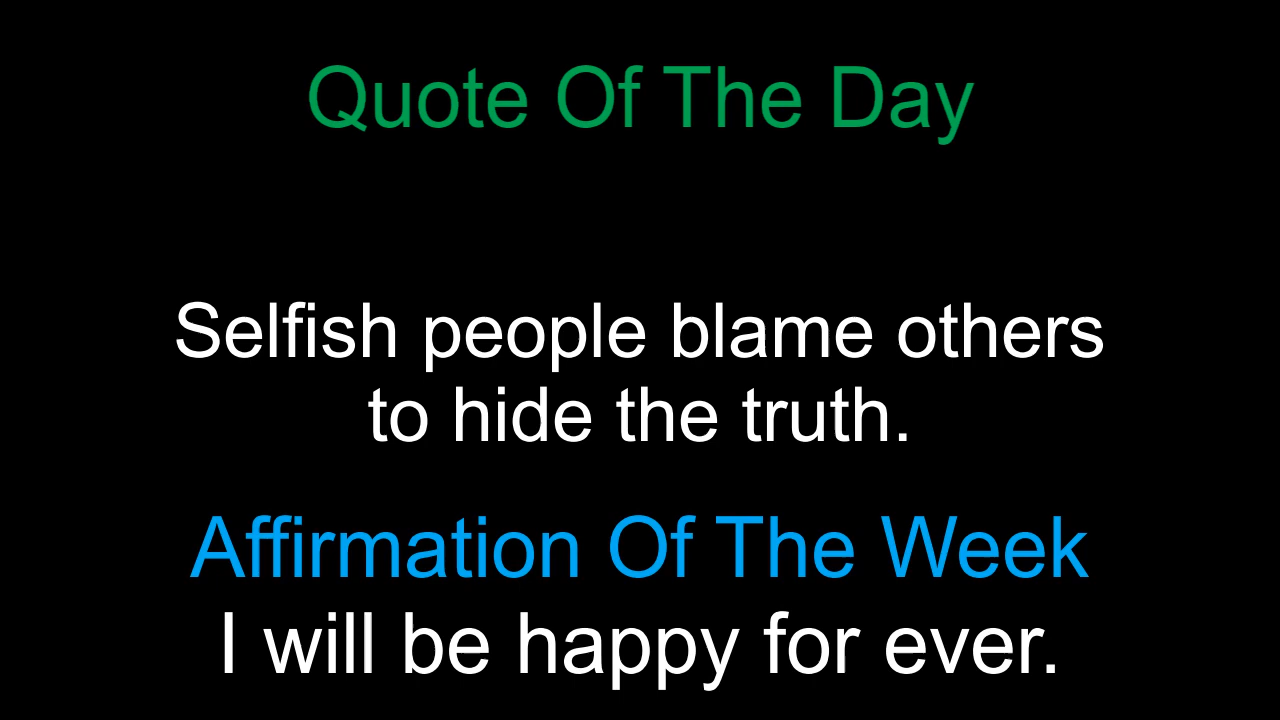 Quote Of The Day
Selfish people blame others
to hide the truth.
Affirmation Of The Week
I will be happy for ever.